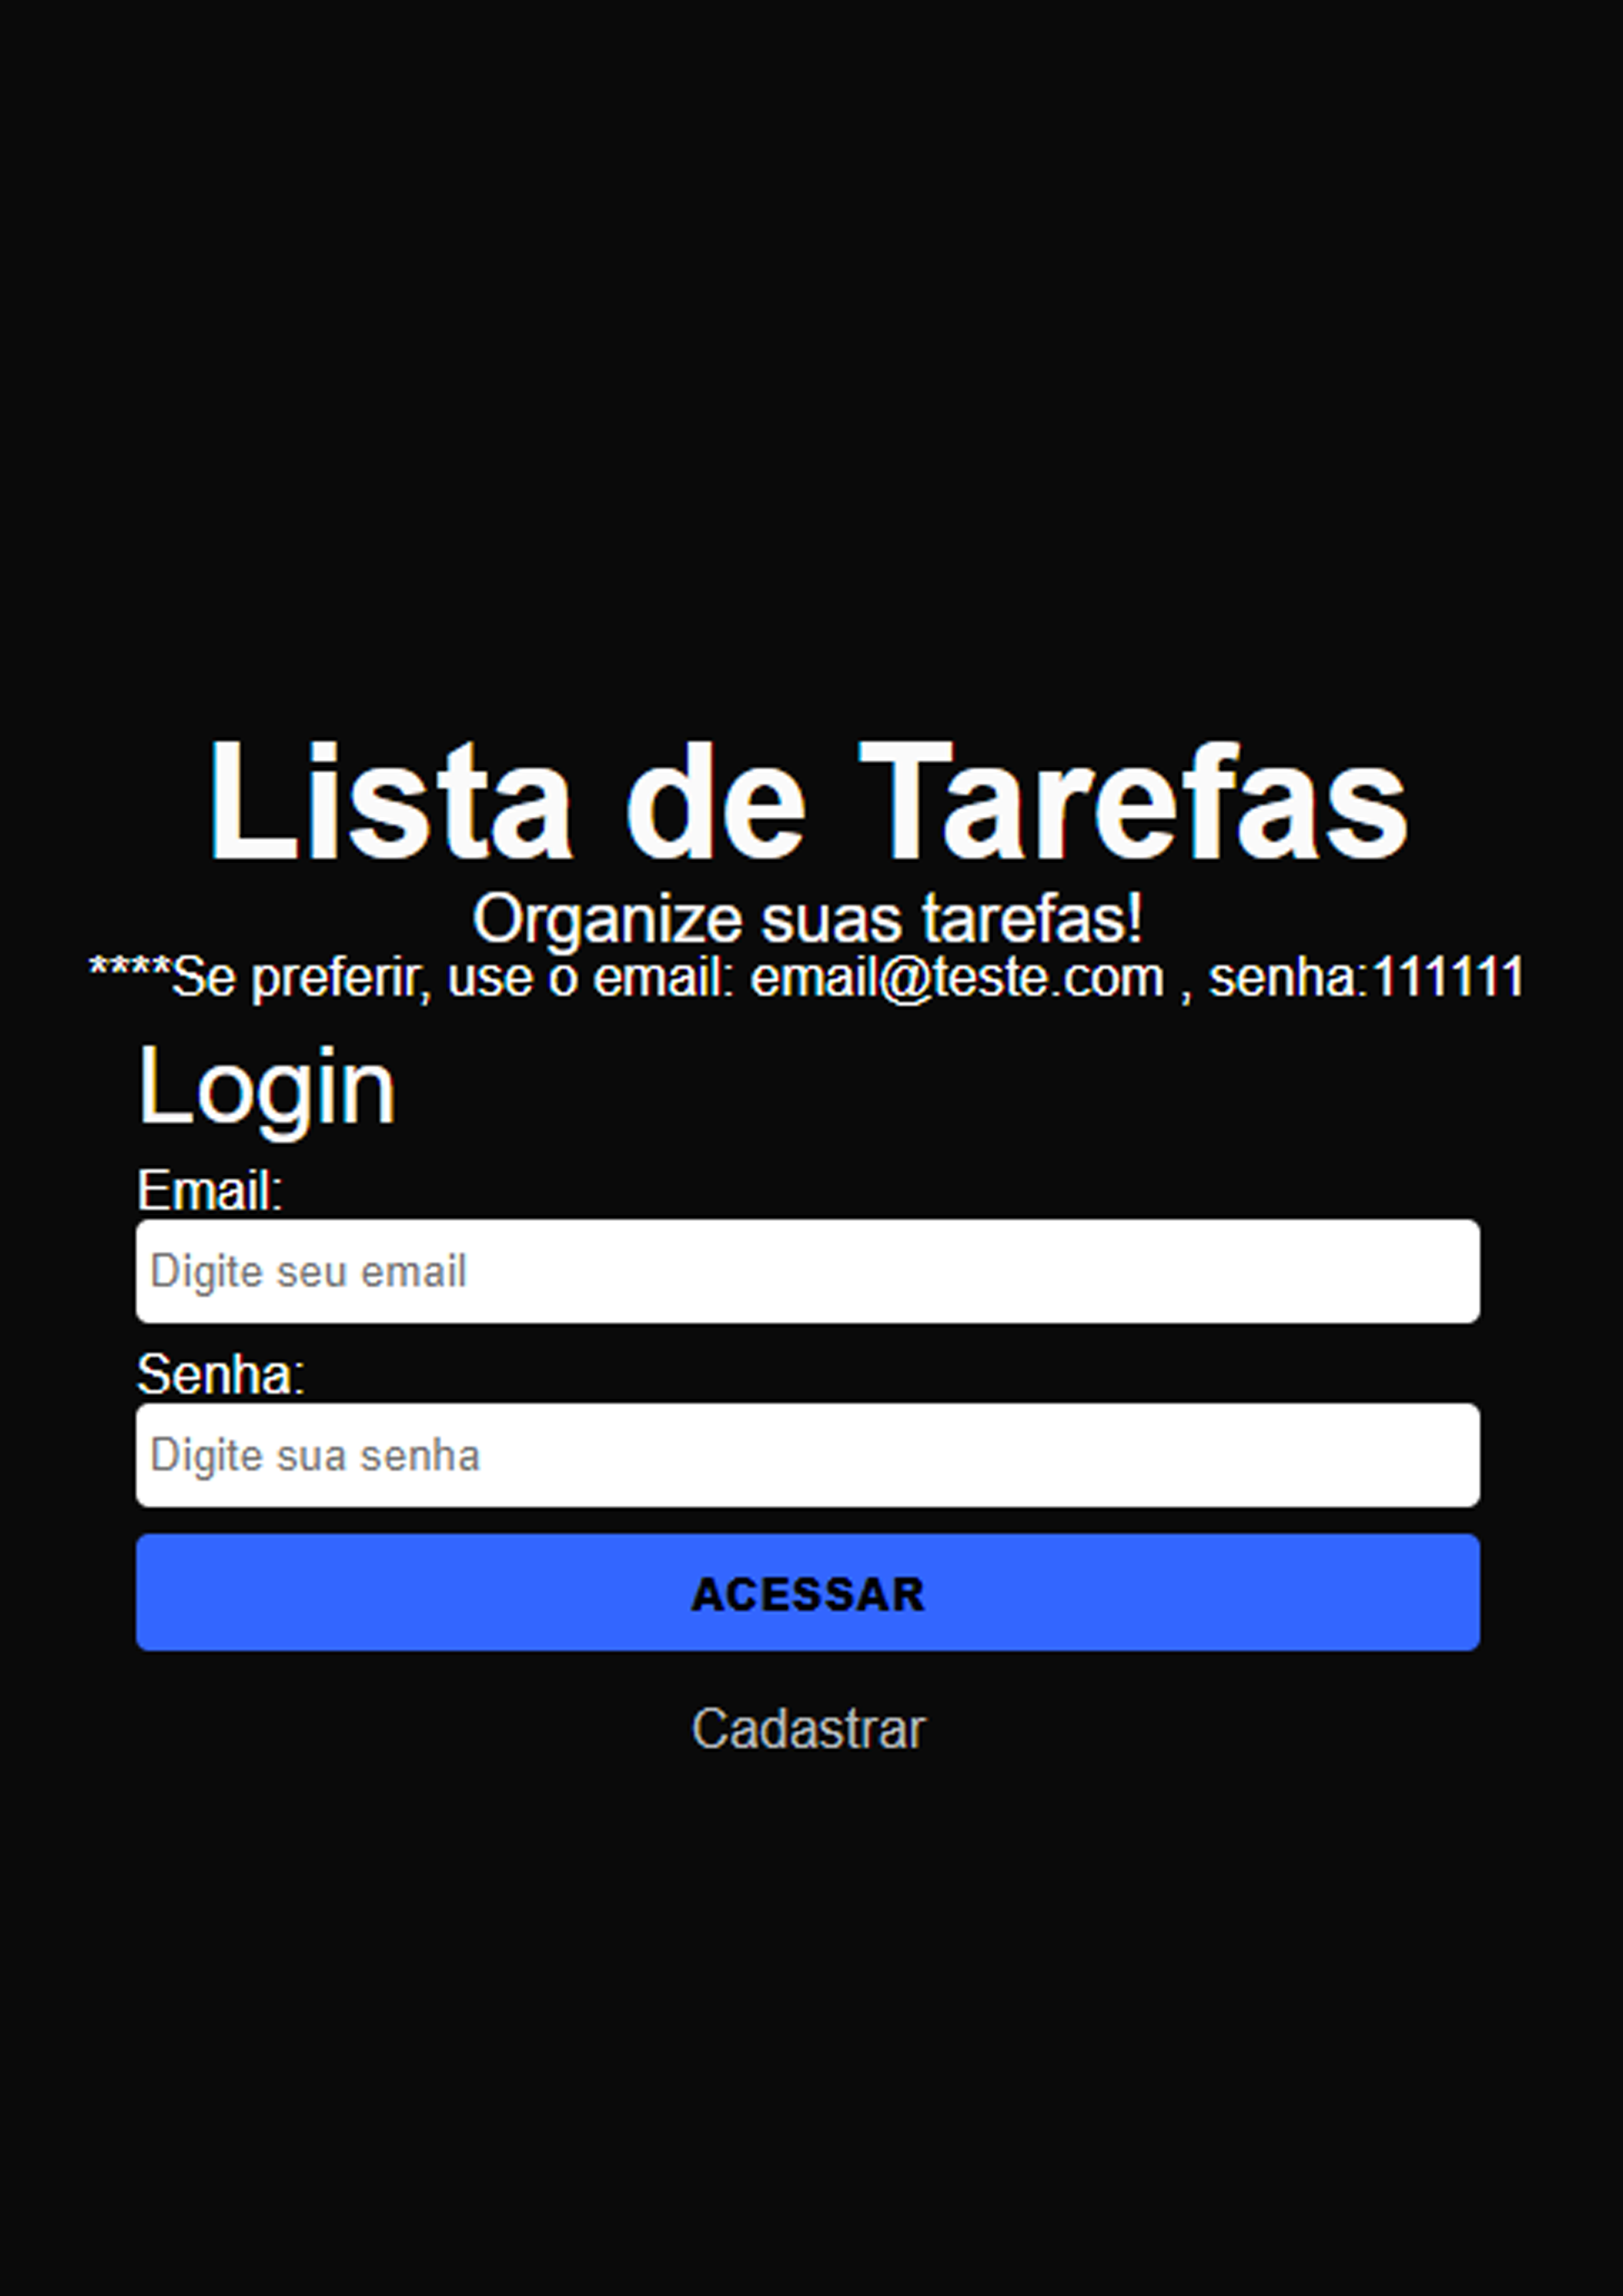 Lista de Tarefas
Organize suas tarefas!
****Se preferir, use o email: email@teste.com , senha:111111
Login
Email:
Digite seu email
Senha:
Digite sua senha
ACESSAR
Cadastrar